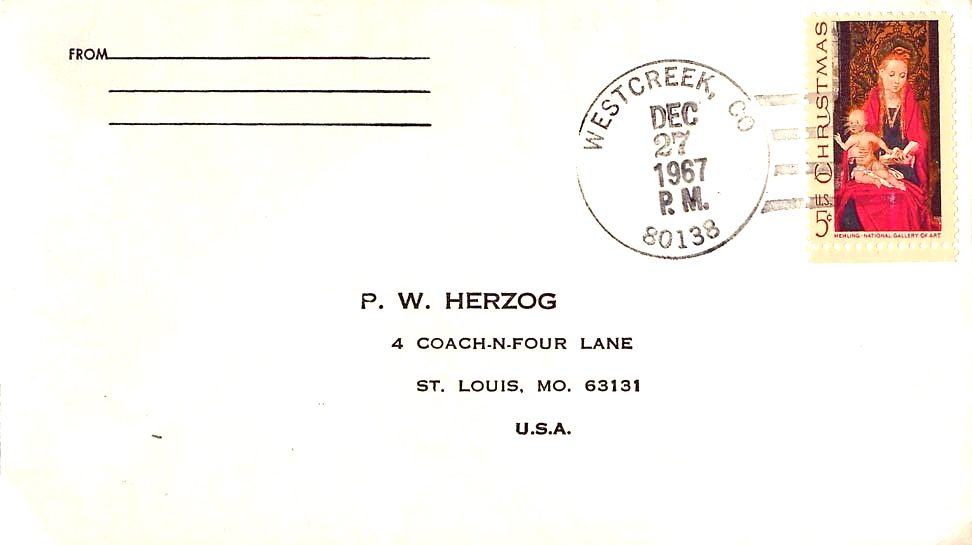 FROM
WESTCREEK, CO
DEC
27
1967
P. M.
80138
U.S. CHRISTMAS
5¢
MEMLING·NATIONAL GALLERY OF ART
P. W. HERZOG
4 COACH-N-FOUR LANE
ST. LOUIS, MO. 63131
U.S.A.